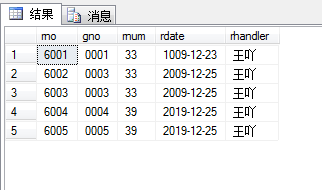 结果 消息
rno gno mum rdate rhandler
1 6001 0001 33 1009-12-23 王吖
2 6002 0003 33 2009-12-25 王吖
3 6003 0003 33 2009-12-25 王吖
4 6004 0004 39 2019-12-25 王吖
5 6005 0005 39 2019-12-25 王吖